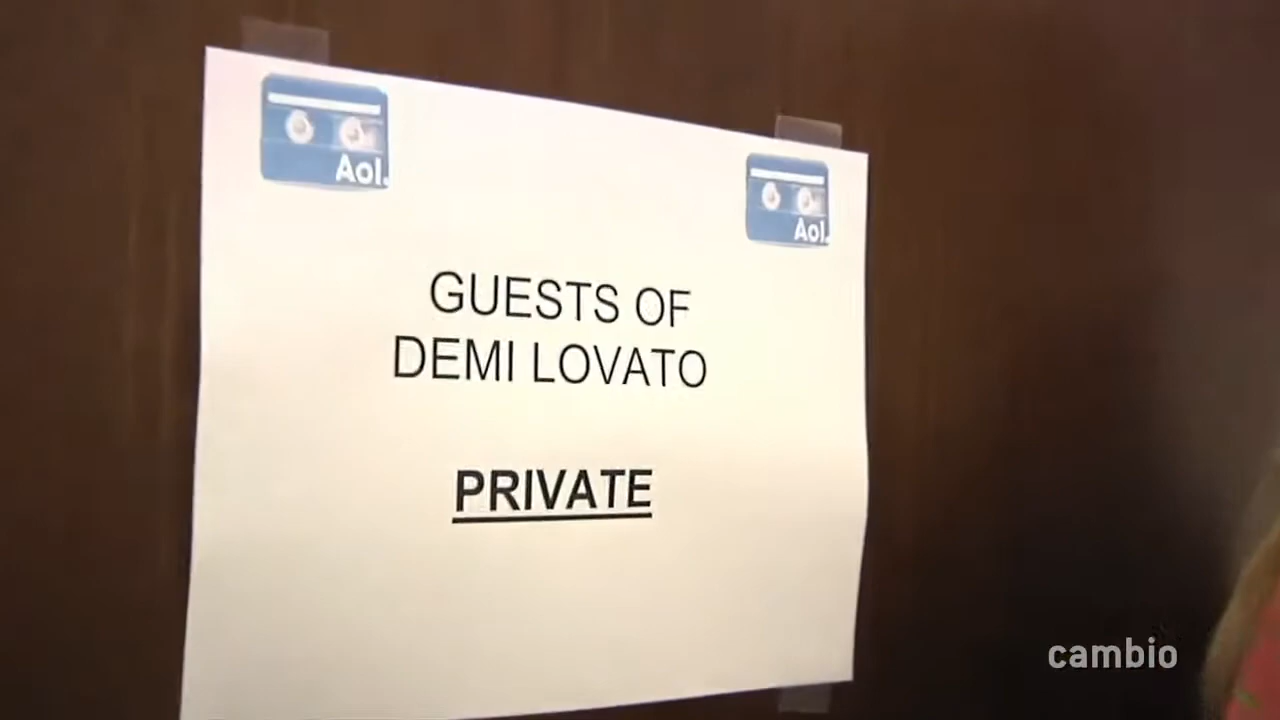 Aol.
Aol.
GUESTS OF
DEMI LOVATO
PRIVATE
cambio